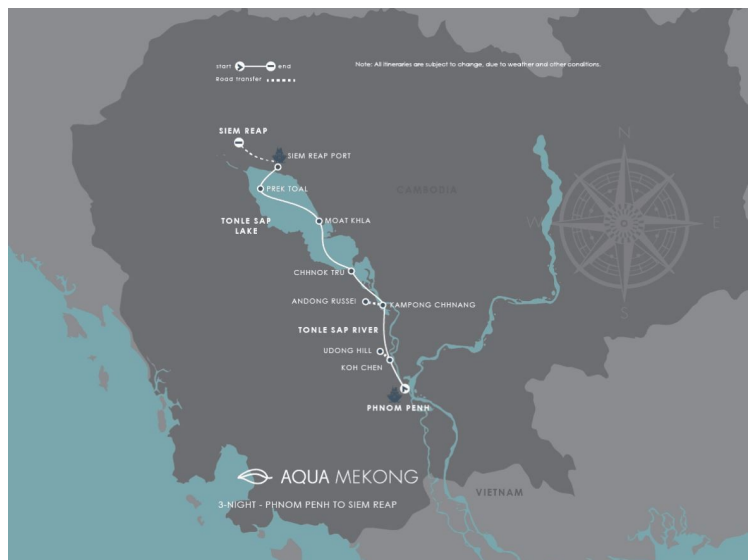 start end
Road transfer
Note: All itineraries are subject to change, due to weather and other conditions.
N
SIEM REAP
SIEM REAP PORT
PREK TOAL
CAMBODIA
W
E
TONLE SAP
LAKE
MOAT KHLA
CHHNOK TRU
ANDONG RUSSEI
KAMPONG CHHNANG
S
TONLE SAP RIVER
UDONG HILL
KOH CHEN
PHNOM PENH
AQUA MEKONG
VIETNAM
3-NIGHT - PHNOM PENH TO SIEM REAP